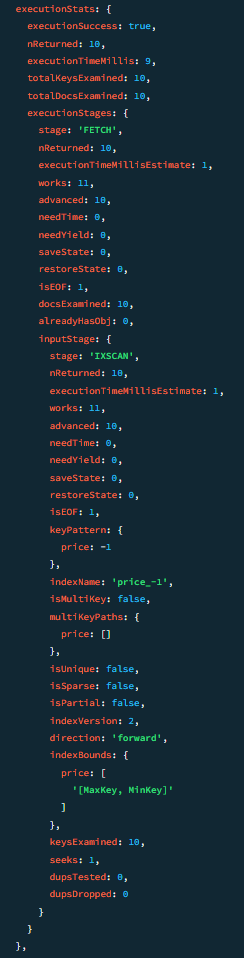 executionStats: {
executionSuccess: true,
nReturned: 10,
executionTimeMillis: 9,
totalKeysExamined: 10,
totalDocsExamined: 10,
executionStages: {
stage: 'FETCH',
nReturned: 10,
executionTimeMillisEstimate: 1,
works: 11,
advanced: 10,
needTime: 0,
needYield: 0,
saveState: 0,
restoreState: 0,
isEOF: 1,
docsExamined: 10,
alreadyHasObj: 0,
inputStage: {
stage: 'IXSCAN',
nReturned: 10,
executionTimeMillisEstimate: 1,
works: 11,
advanced: 10,
needTime: 0,
needYield: 0,
saveState: 0,
restoreState: 0,
isEOF: 1,
keyPattern: {
price: -1
},
indexName: 'price_-1',
isMultiKey: false,
multiKeyPaths: {
price: []
},
isUnique: false,
isSparse: false,
isPartial: false,
indexVersion: 2,
direction: 'forward',
indexBounds: {
price: [
'[MaxKey, MinKey]'
]
},
keysExamined: 10,
seeks: 1,
dupsTested: 0,
dupsDropped: 0
}
}
},